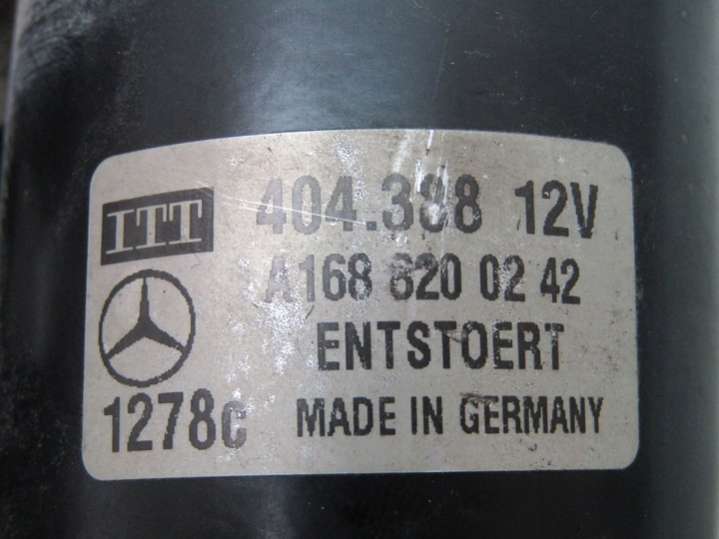 ITT 404.388 12V
A168 820 02 42
ENTSTOERT
1278c MADE IN GERMANY